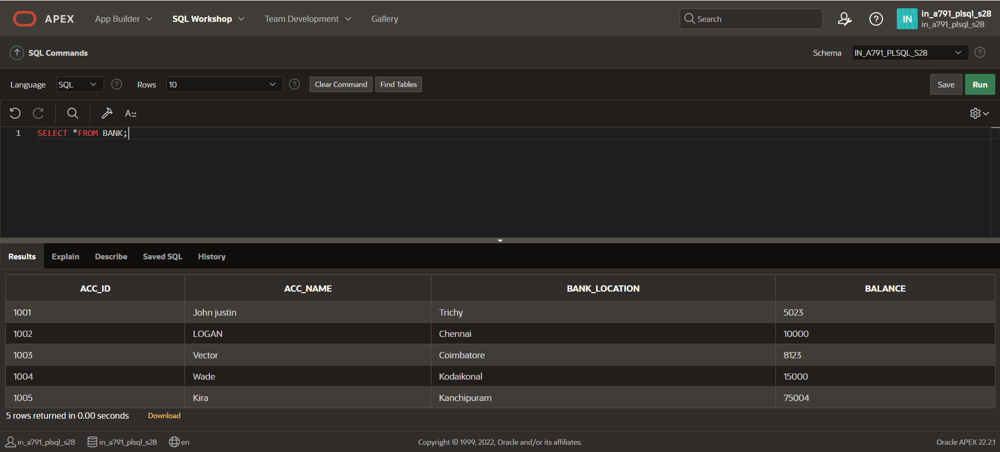 APEX App Builder SQL Workshop Team Development Gallery Search IN in_a791_plsql_s28
in_a791_plsql_s28
SQL Commands Schema IN_A791_PLSQL_S28
Language SQL Rows 10 Clear Command Find Tables Save Run
A::
1 SELECT *FROM BANK;
Results Explain Describe Saved SQL History
ACC_ID ACC_NAME BANK_LOCATION BALANCE
1001 John justin Trichy 5023
1002 LOGAN Chennai 10000
1003 Vector Coimbatore 8123
1004 Wade Kodaikonal 15000
1005 Kira Kanchipuram 75004
5 rows returned in 0.00 seconds Download
in_a791_plsql_s28 in_a791_plsql_s28 en Copyright © 1999, 2022, Oracle and/or its affiliates. Oracle APEX 22.2.1